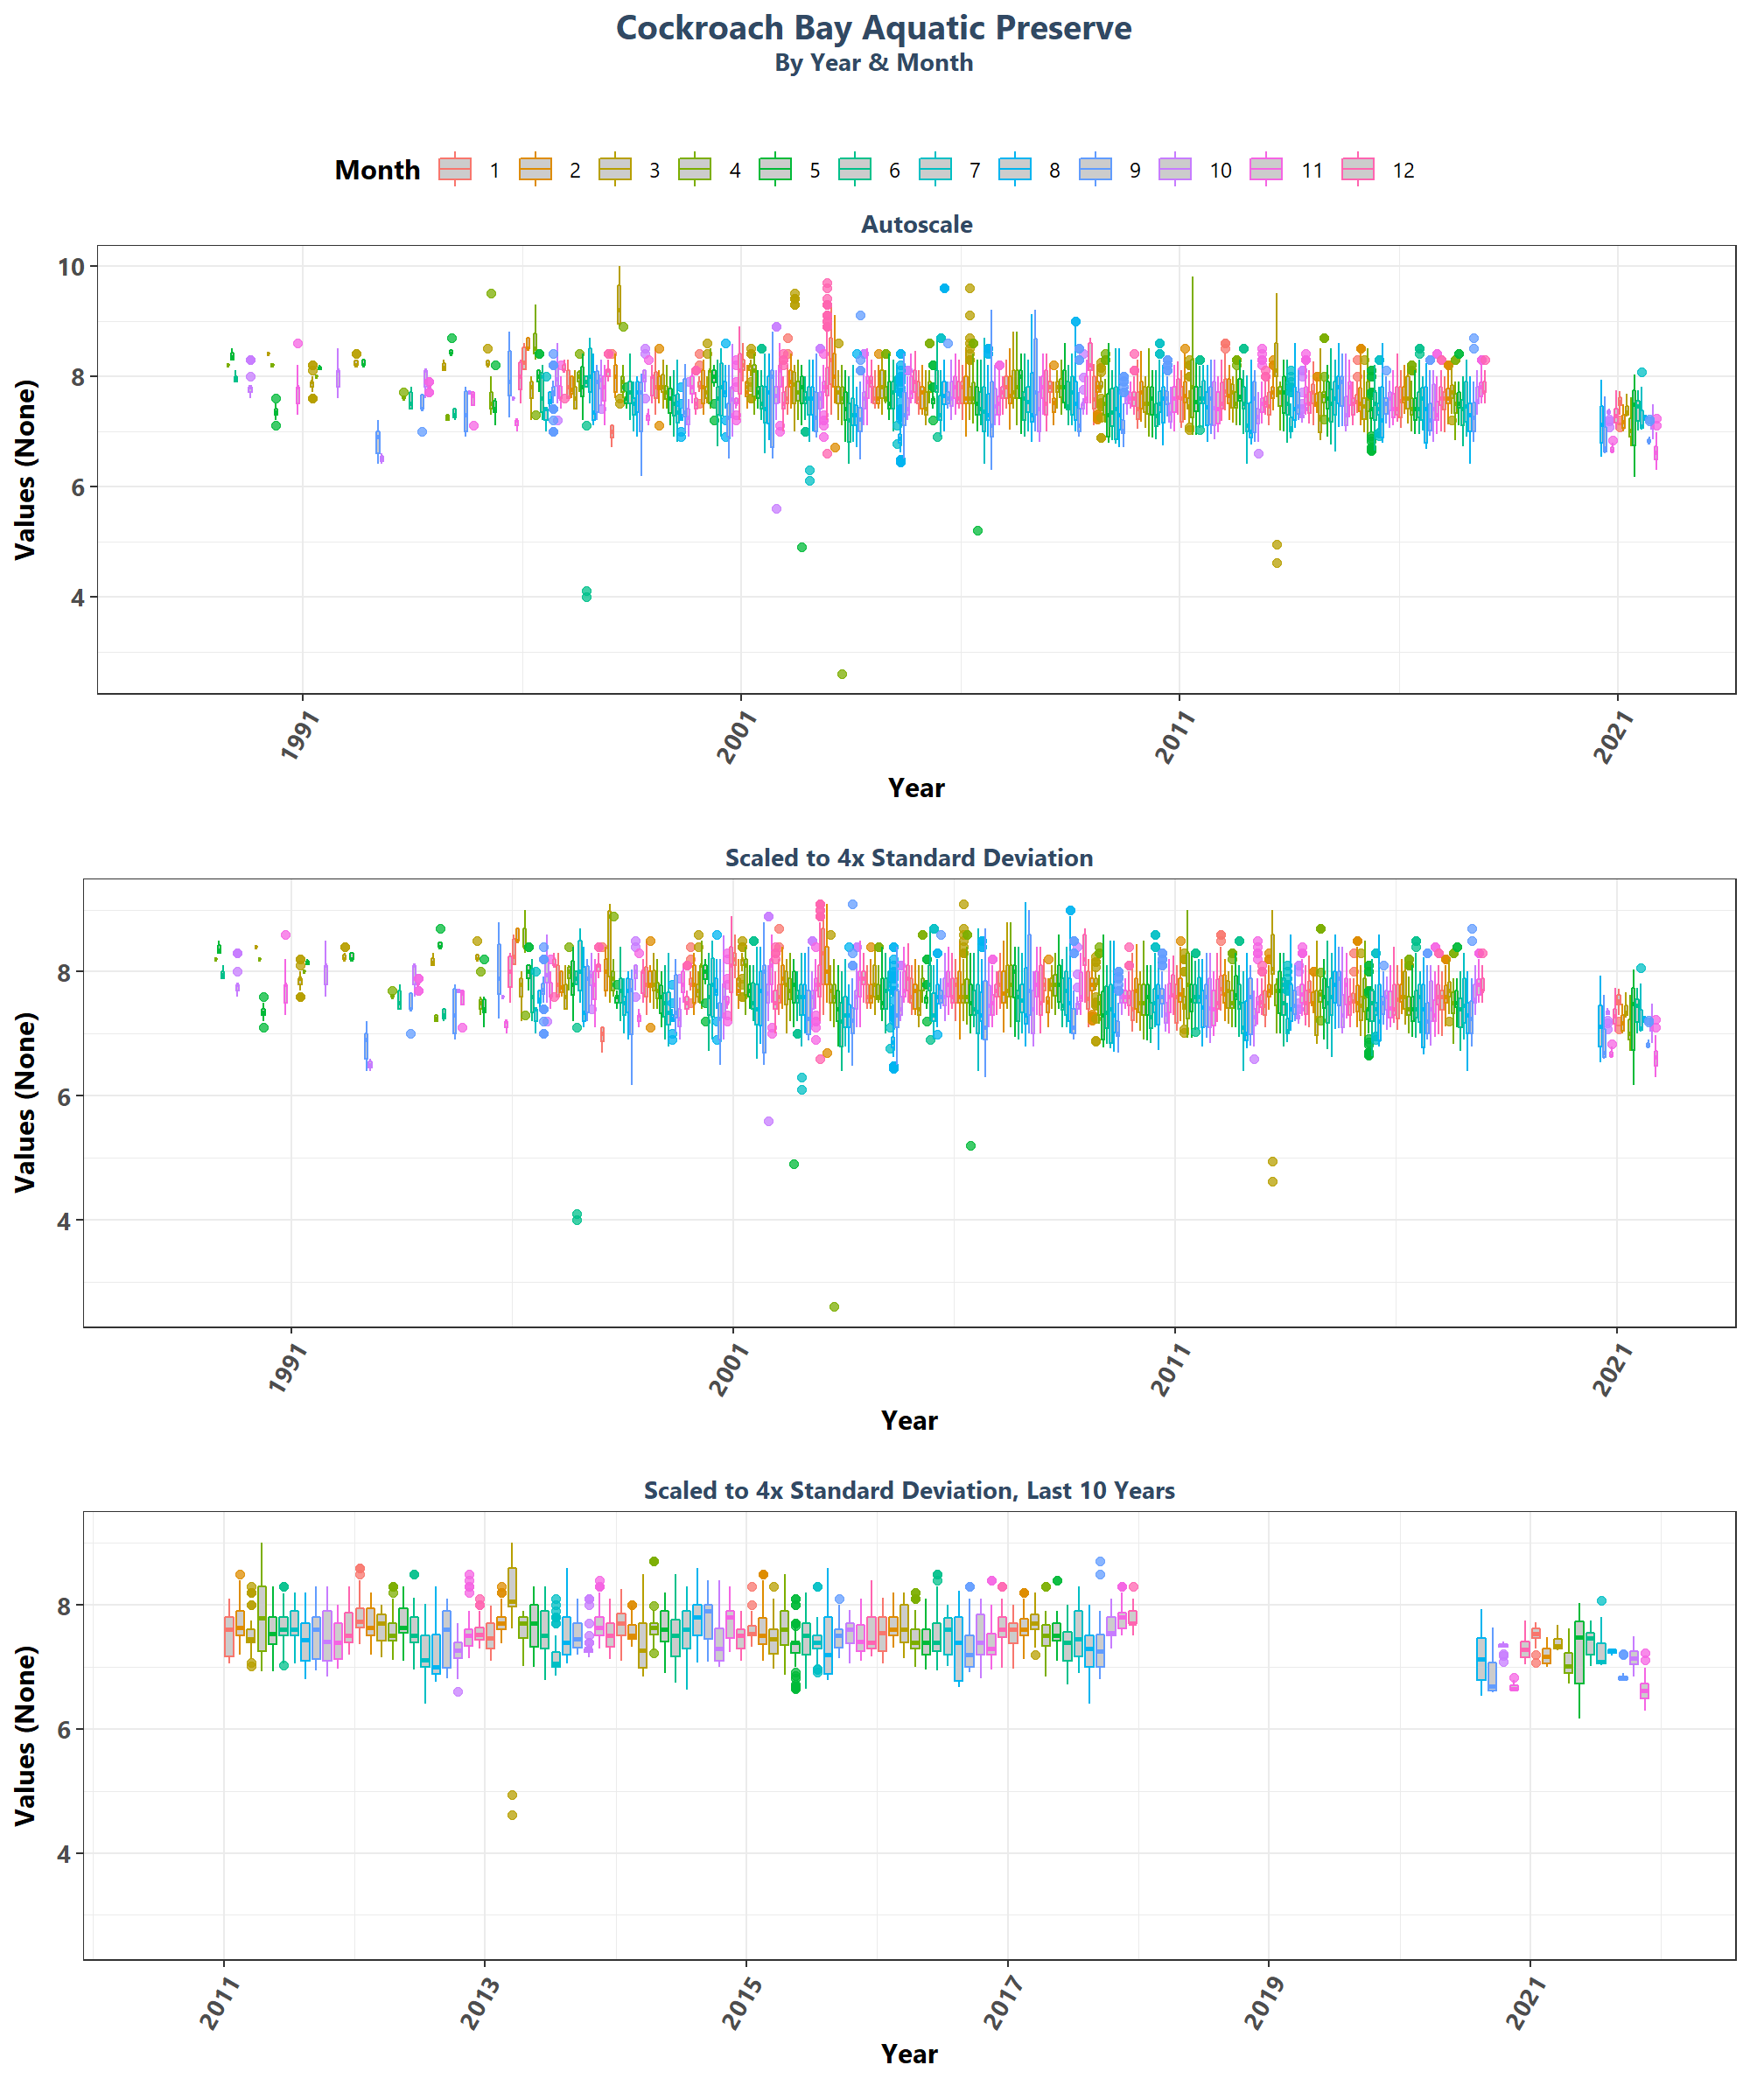 Cockroach Bay Aquatic Preserve
By Year & Month
Month 1 2 3 4 5 6 7 8 9 10 11 12
Autoscale
Values (None)
10
8
6
4
1991 2001 2011 2021
Year
Scaled to 4x Standard Deviation
Values (None)
8
6
4
1991 2001 2011 2021
Year
Scaled to 4x Standard Deviation, Last 10 Years
Values (None)
8
6
4
2011 2013 2015 2017 2019 2021
Year